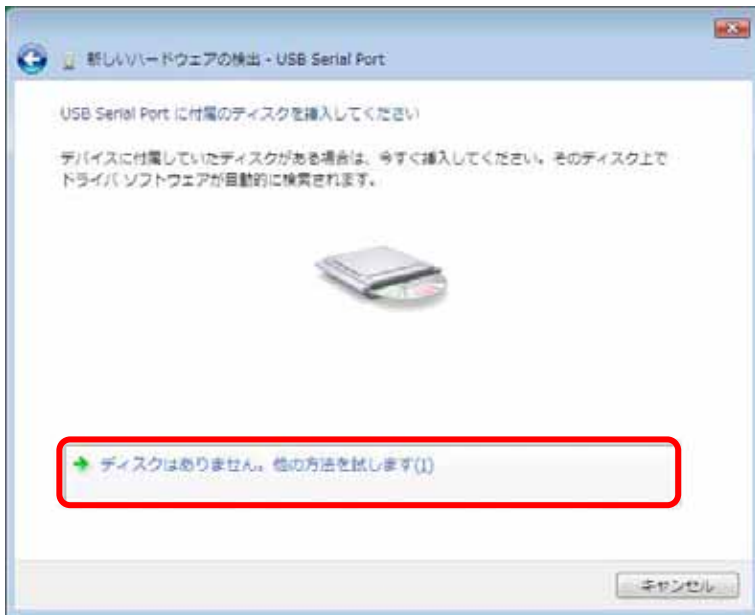 新しいハードウェアの検出 - USB Serial Port
USB Serial Port に付属のディスクを挿入してください
デバイスに付属していたディスクがある場合は、今すぐ挿入してください。そのディスク上で
ドライバ ソフトウェアが自動的に検索されます。
ディスクはありません。他の方法を試します(I)
キャンセル